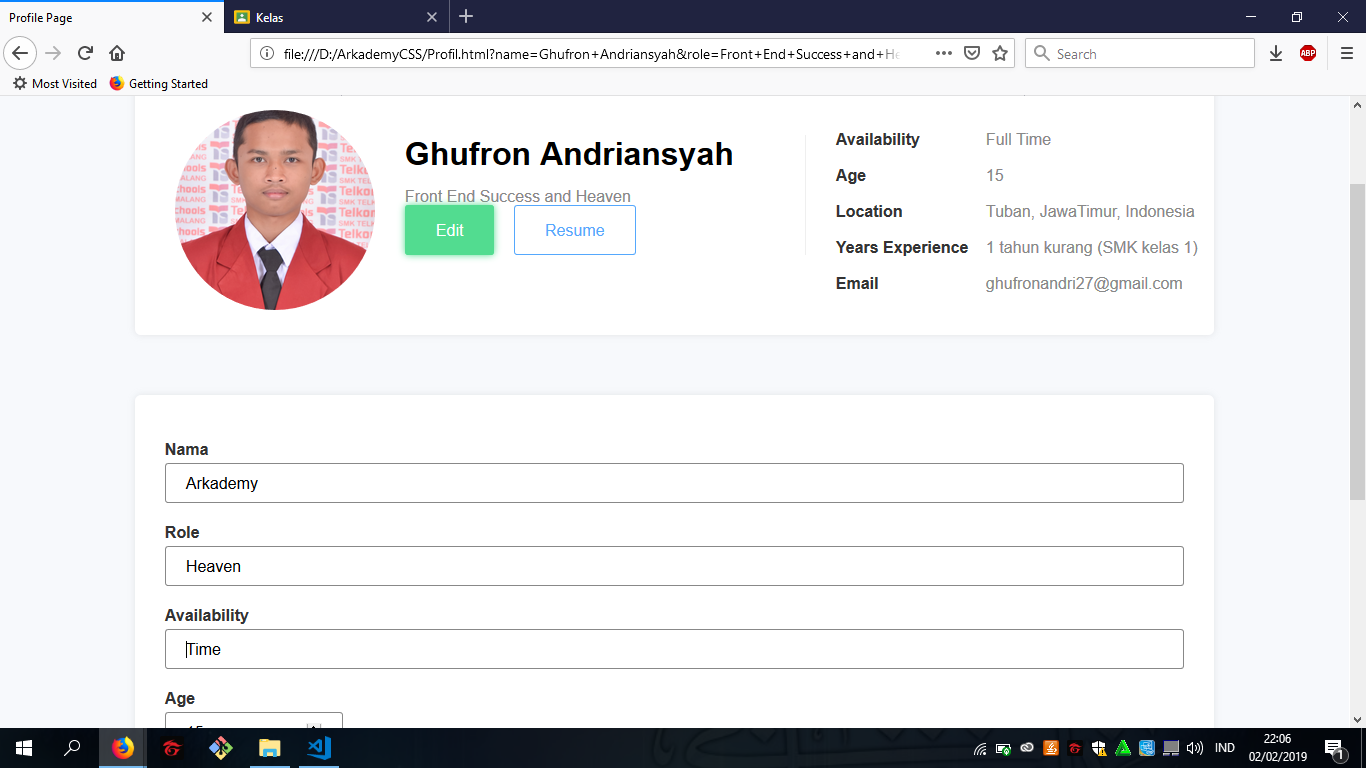 Profile Page
Kelas
file:///D:/ArkademyCSS/Profil.html?name=Ghufron+Andriansyah&role=Front+End+Success+and+He
Search
ABP
Most Visited
Getting Started
Ghufron Andriansyah
Front End Success and Heaven
Edit
Resume
Availability Full Time
Age 15
Location Tuban, JawaTimur, Indonesia
Years Experience 1 tahun kurang (SMK kelas 1)
Email ghufronandri27@gmail.com
Nama
Arkademy
Role
Heaven
Availability
Time
Age
15
IND
22:06
02/02/2019
1